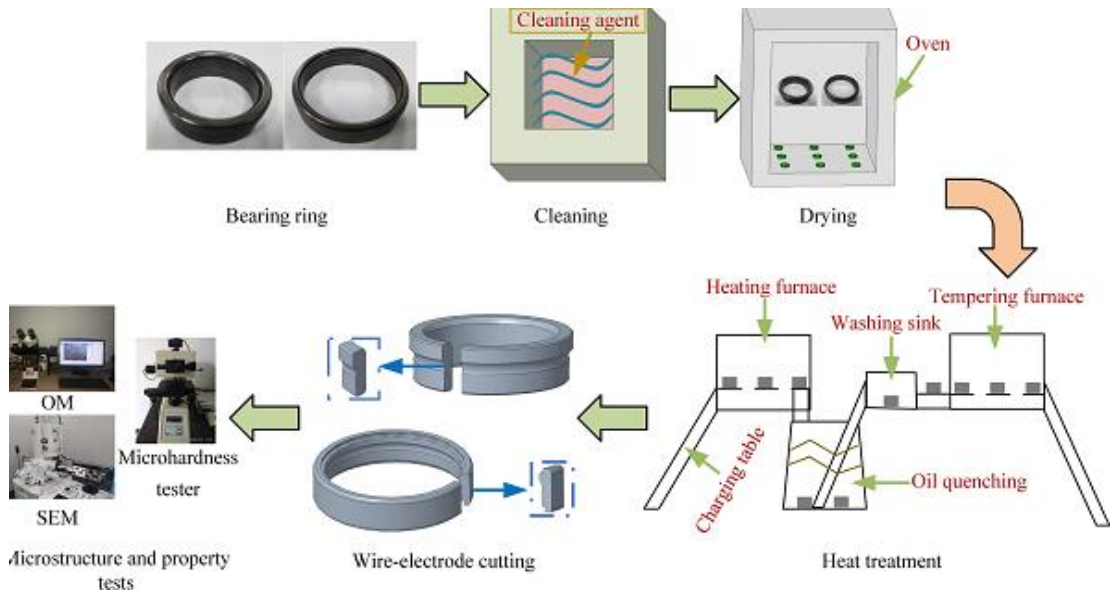 Cleaning agent
Oven
Bearing ring
Cleaning
Drying
Heating furnace
Washing sink
Tempering furnace
Charging table
Oil quenching
Heat treatment
Wire-electrode cutting
OM
SEM
Microhardness
tester
Microstructure and property
tests